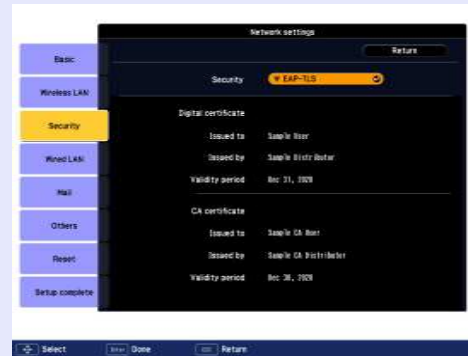 Network settings
Return
Basic
Security EAP-TLS
Wireless LAN
Digital certificate
Security
Issued to Sample User
Wired LAN
Issued by Sample Distributor
Validity period Dec 31, 2020
Mail
CA certificate
Others
Issued to Sample CA User
Reset
Issued by Sample CA Distributor
Validity period Dec 30, 2020
Setup complete
Select Enter Done Esc Return